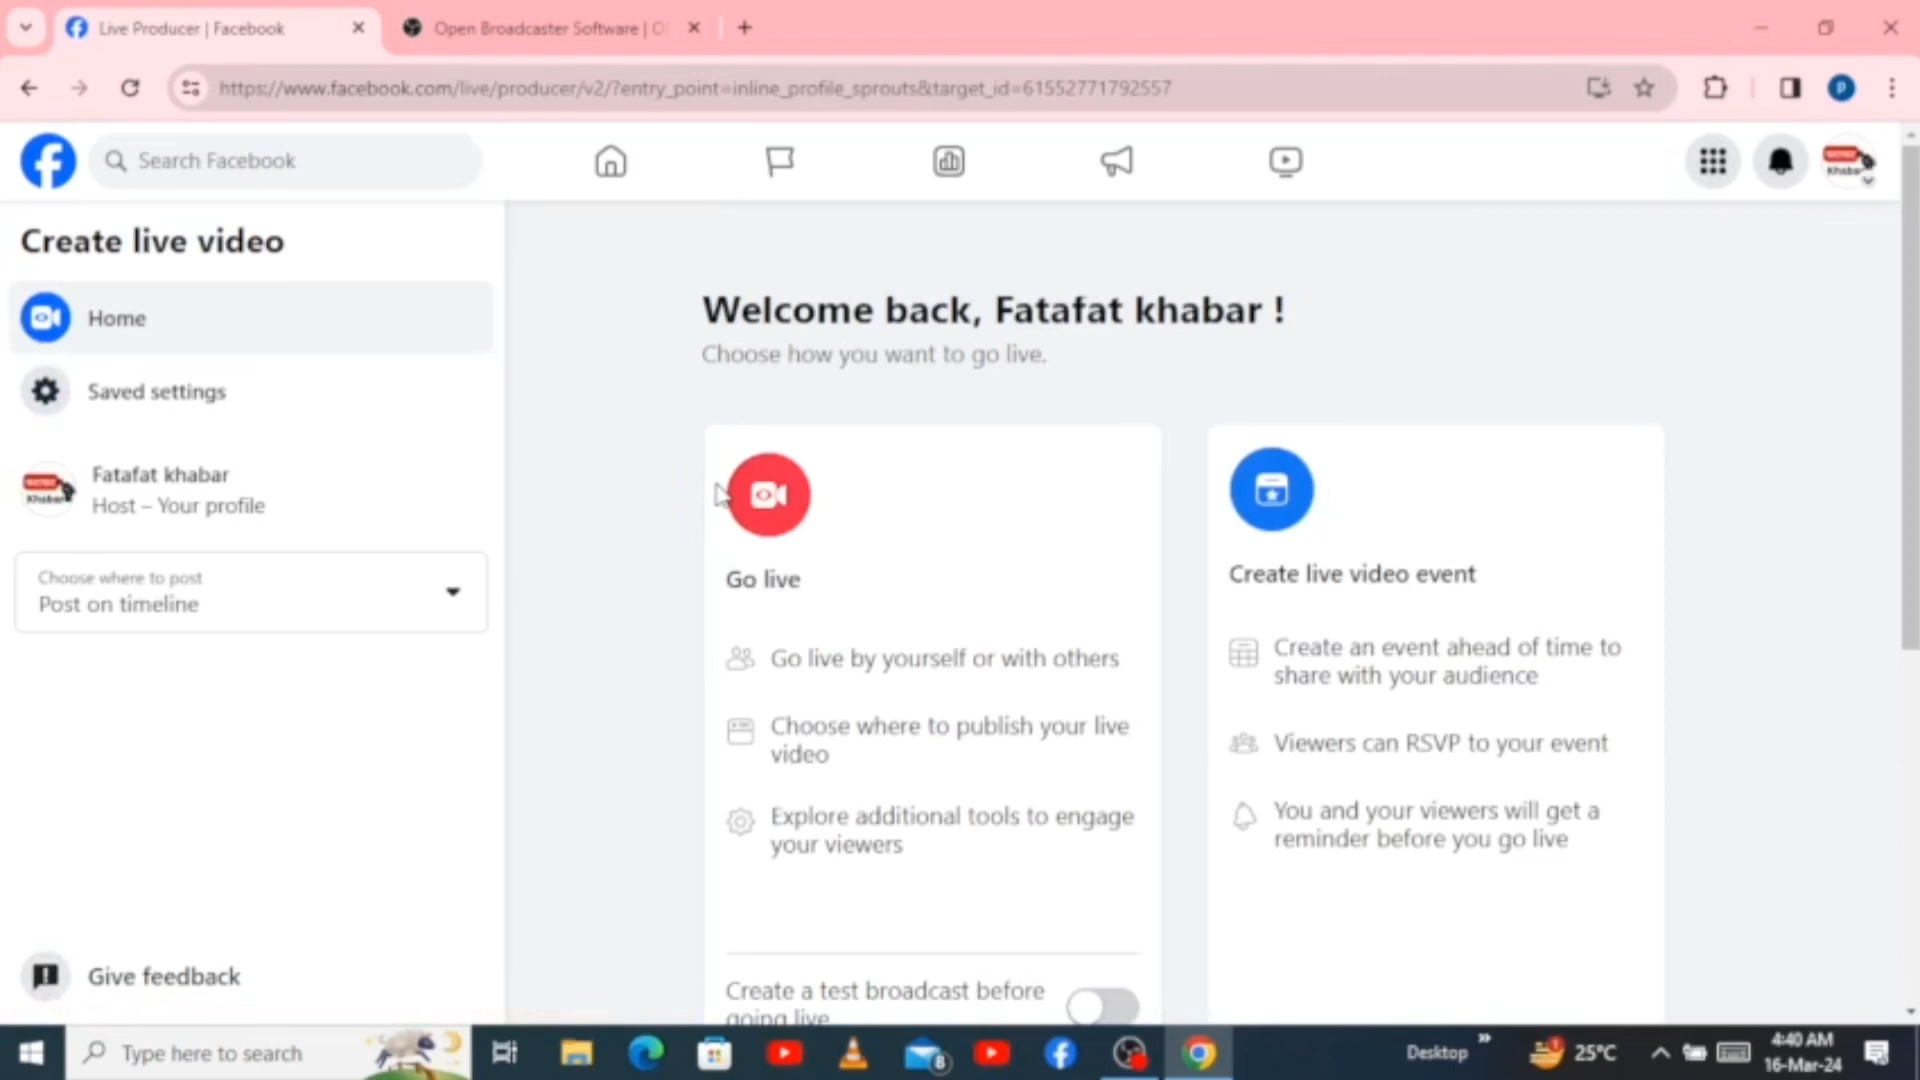 Live Producer | Facebook
Open Broadcaster Software | O
https://www.facebook.com/live/producer/v2/?entry_point=inline_profile_sprouts&target_id=61552771792557
P
Search Facebook
Khabar
Create live video
Home
Saved settings
Khabar
Fatafat khabar
Host – Your profile
Choose where to post
Post on timeline
Give feedback
Welcome back, Fatafat khabar !
Choose how you want to go live.
Go live
Go live by yourself or with others
Choose where to publish your live
video
Explore additional tools to engage
your viewers
Create a test broadcast before
going live
Create live video event
Create an event ahead of time to
share with your audience
Viewers can RSVP to your event
You and your viewers will get a
reminder before you go live
Type here to search
8
Desktop
1
25°C
4:40 AM
16-Mar-24